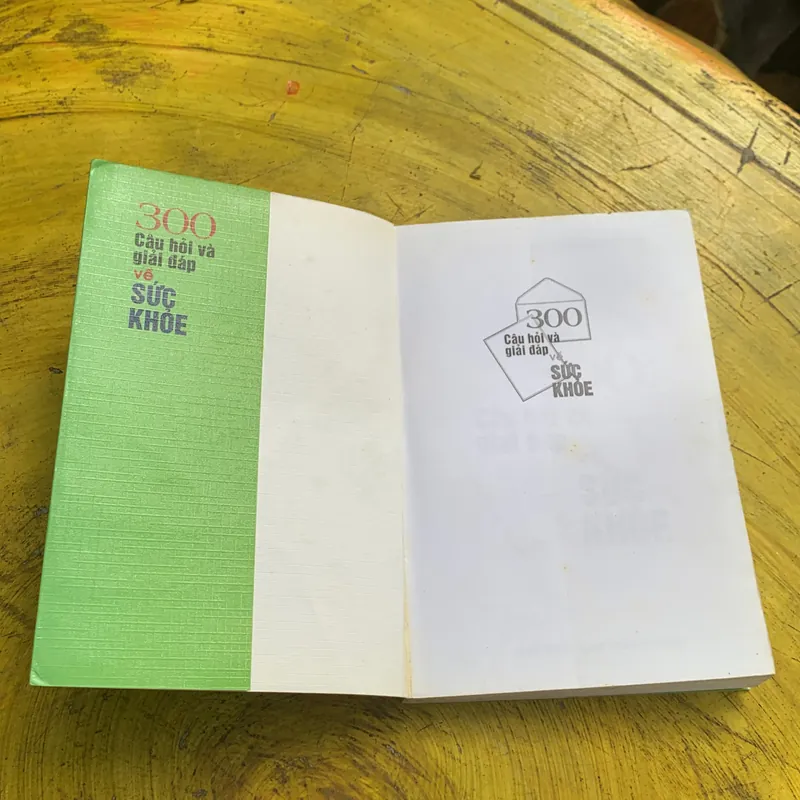 300
Câu hỏi và
giải đáp
về
SỨC
KHỎE
300
Câu hỏi và
giải đáp
về
SỨC
KHỎE